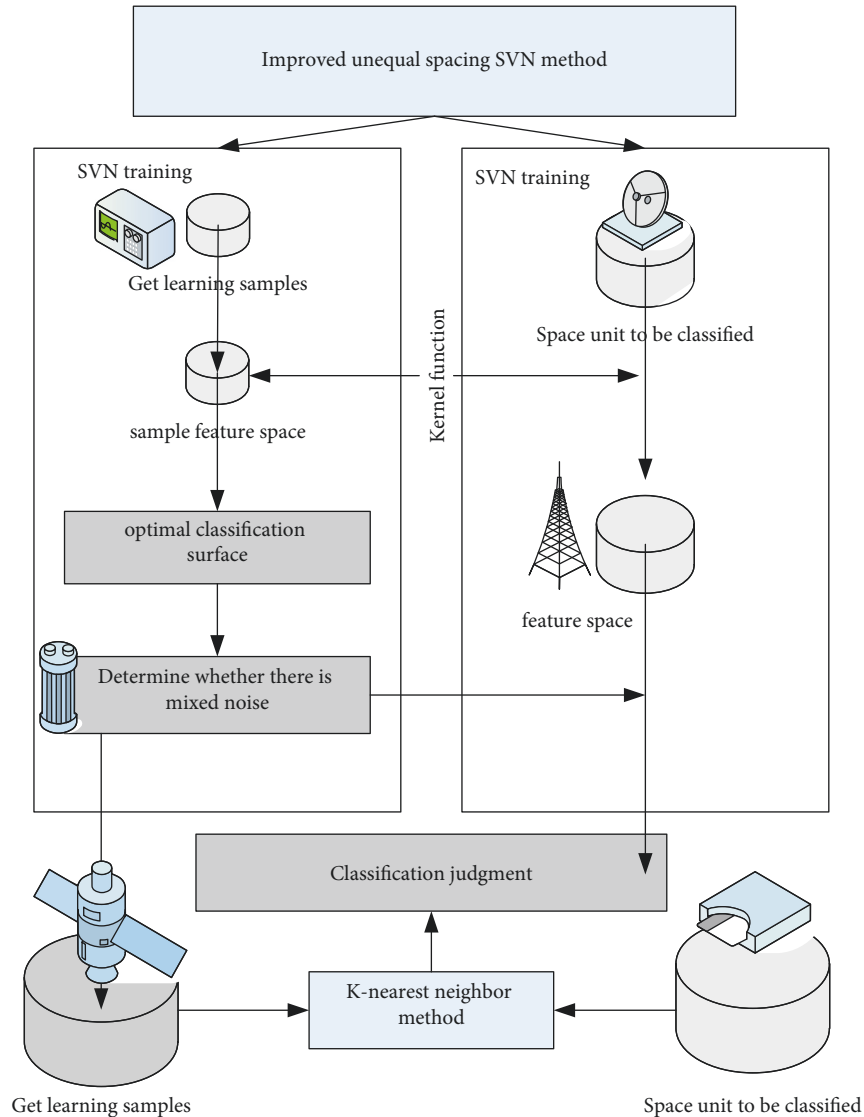 Improved unequal spacing SVN method
SVN training
Get learning samples
sample feature space
optimal classification
surface
Determine whether there is
mixed noise
Kernel function
SVN training
Space unit to be classified
feature space
Classification judgment
K-nearest neighbor
method
Get learning samples
Space unit to be classified